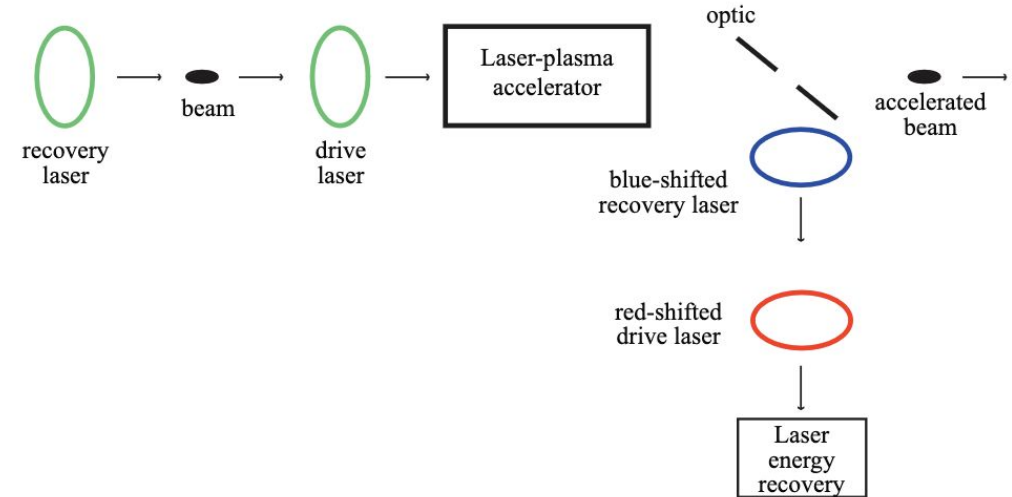 optic
Laser-plasma
accelerator
beam
accelerated
beam
recovery
laser
drive
laser
blue-shifted
recovery laser
red-shifted
drive laser
Laser
energy
recovery